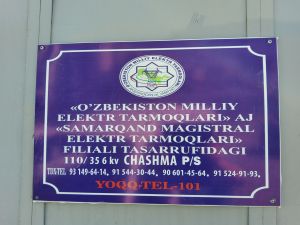 «O'ZBEKISTON MILLIY
ELEKTR TARMOQLARI» AJ
«SAMARQAND MAGISTRAL
ELEKTR TARMOQLARI»
FILIALI TASARRUFIDAGI
110/35 6 kv CHASHMA P/S
TEL: 93 149-64-14, 91 544-30-44, 90 601-45-64, 91 524-91-93,
YOQQ-TEL-101